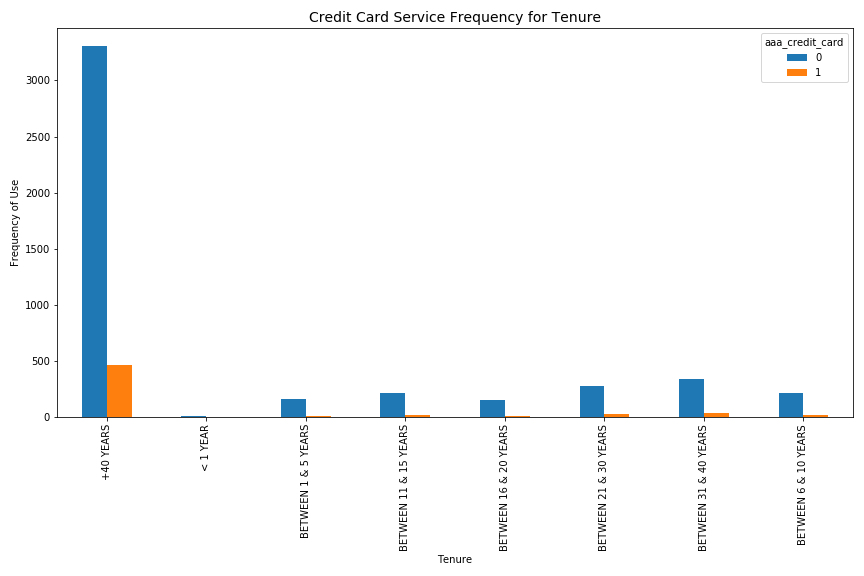 Credit Card Service Frequency for Tenure
aaa_credit_card
0
1
Frequency of Use
3000
2500
2000
1500
1000
500
0
+40 YEARS
< 1 YEAR
BETWEEN 1 & 5 YEARS
BETWEEN 11 & 15 YEARS
BETWEEN 16 & 20 YEARS
BETWEEN 21 & 30 YEARS
BETWEEN 31 & 40 YEARS
BETWEEN 6 & 10 YEARS
Tenure